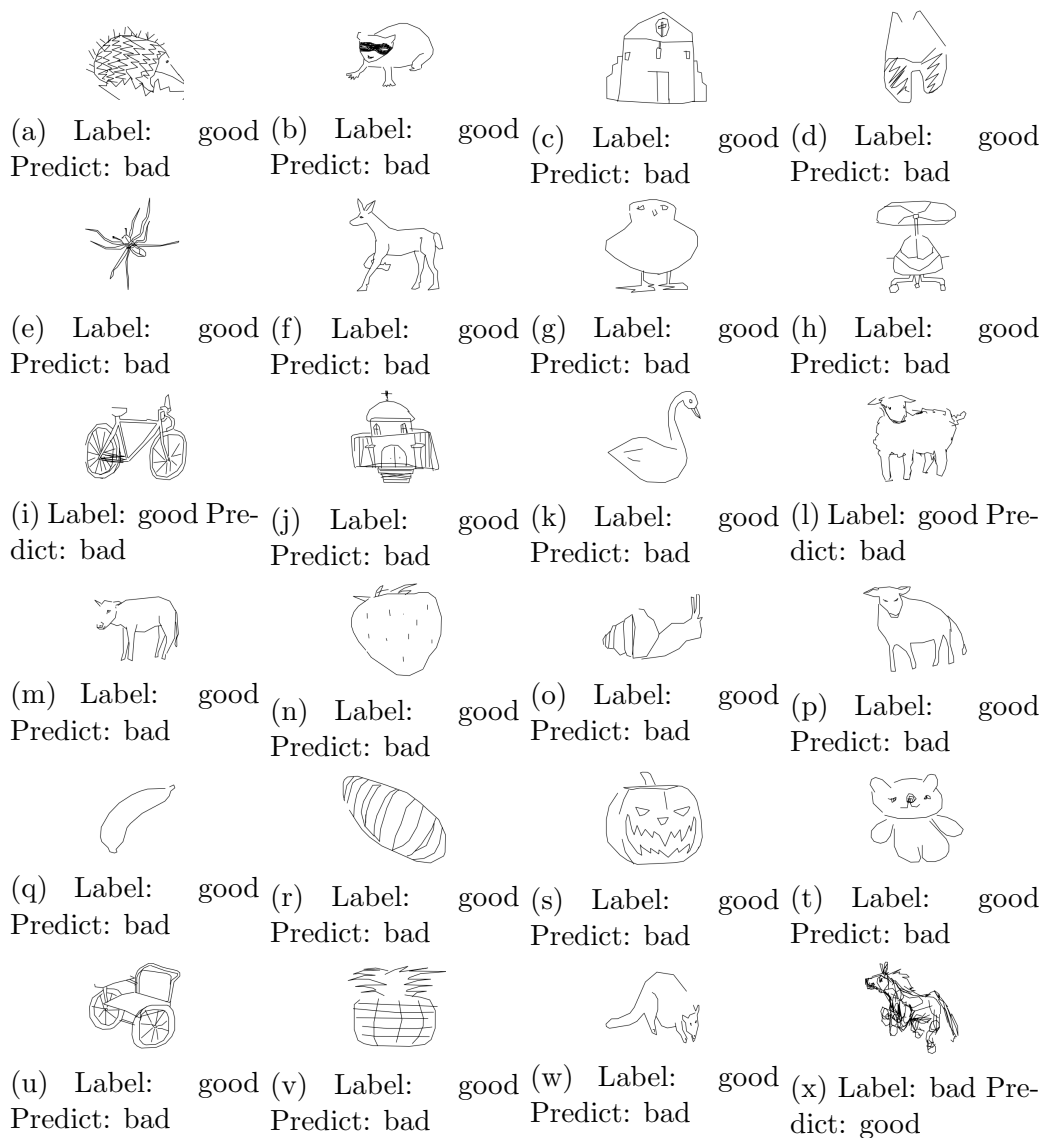 (a) Label: good
Predict: bad
(b) Label: good
Predict: bad
(c) Label: good
Predict: bad
(d) Label: good
Predict: bad
(e) Label: good
Predict: bad
(f) Label: good
Predict: bad
(g) Label: good
Predict: bad
(h) Label: good
Predict: bad
(i) Label: good Pre-
dict: bad
(j) Label: good
Predict: bad
(k) Label: good
Predict: bad
(l) Label: good Pre-
dict: bad
(m) Label: good
Predict: bad
(n) Label: good
Predict: bad
(o) Label: good
Predict: bad
(p) Label: good
Predict: bad
(q) Label: good
Predict: bad
(r) Label: good
Predict: bad
(s) Label: good
Predict: bad
(t) Label: good
Predict: bad
(u) Label: good
Predict: bad
(v) Label: good
Predict: bad
(w) Label: good
Predict: bad
(x) Label: bad Pre-
dict: good